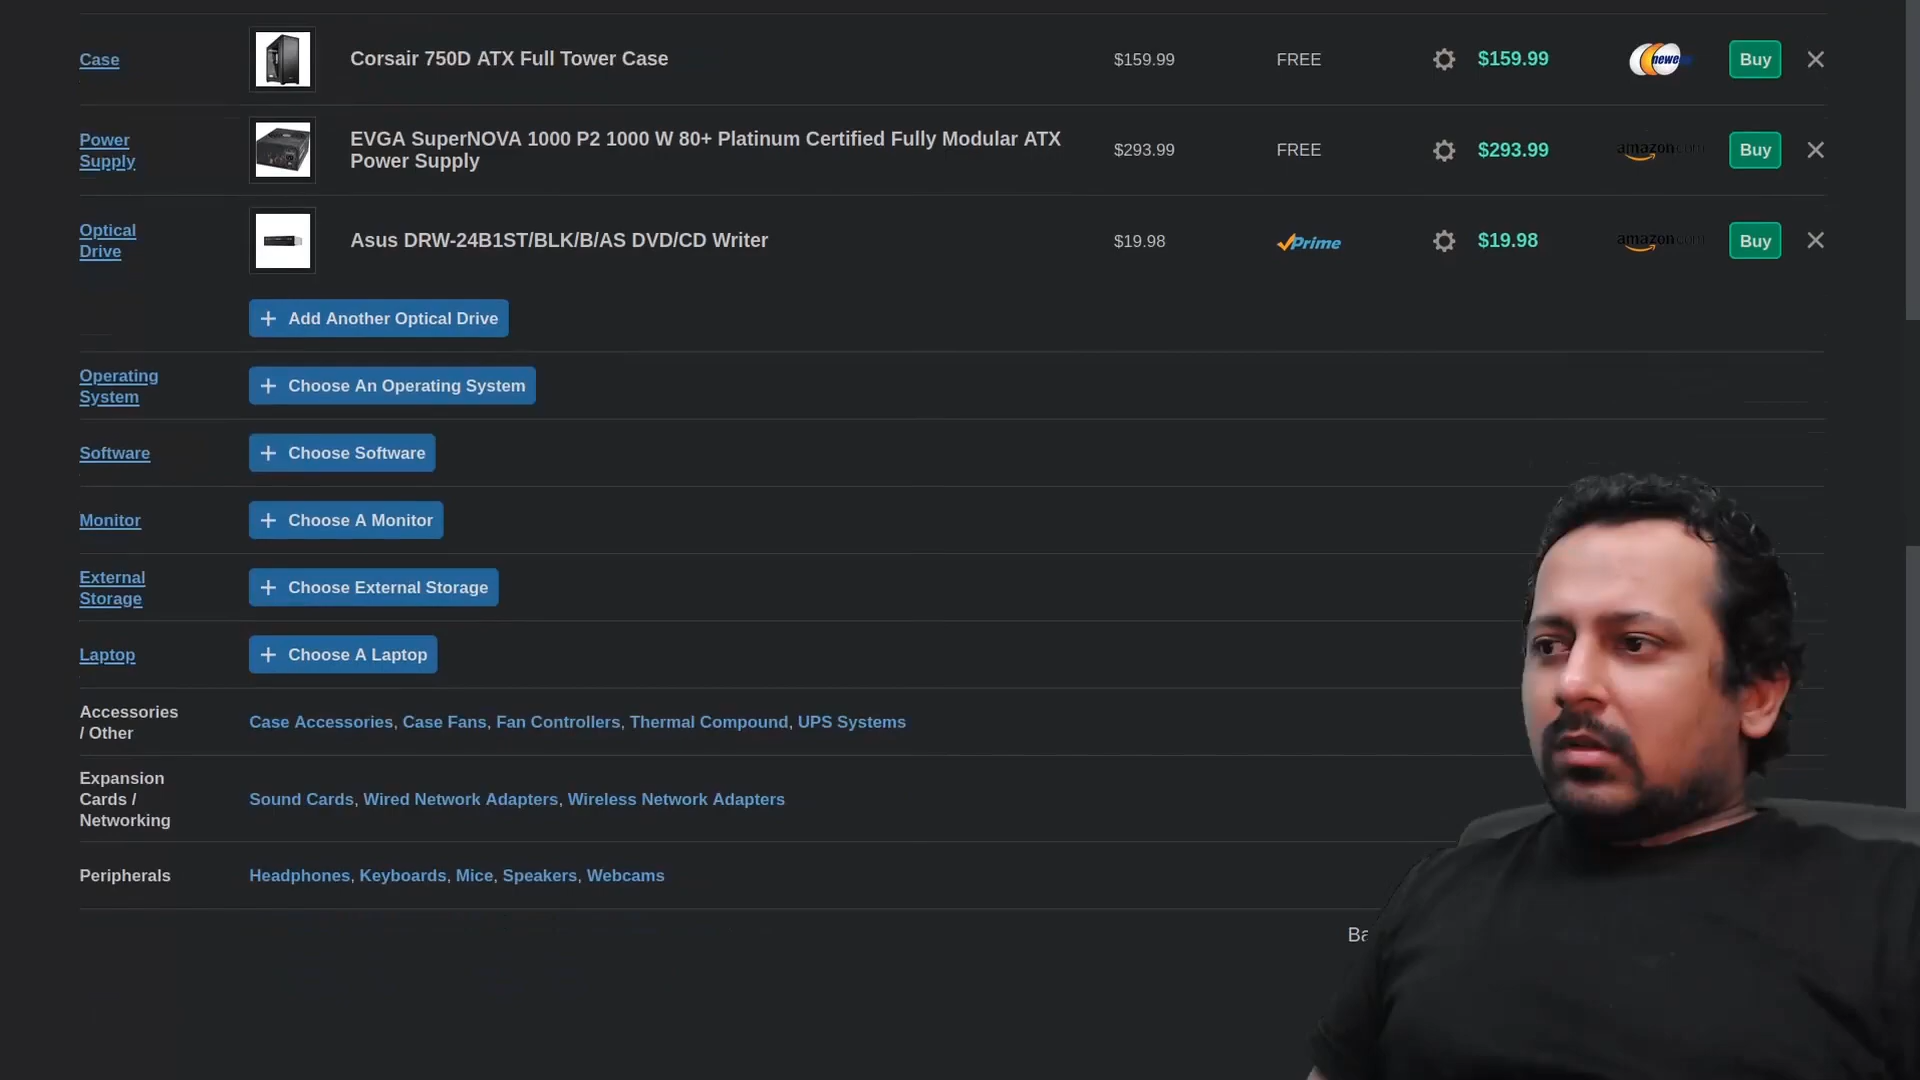 Case
Corsair 750D ATX Full Tower Case
$159.99
FREE
$159.99
newe
Buy
Power
Supply
EVGA SuperNOVA 1000 P2 1000 W 80+ Platinum Certified Fully Modular ATX
Power Supply
$293.99
FREE
$293.99
amazon.com
Buy
Optical
Drive
Asus DRW-24B1ST/BLK/B/AS DVD/CD Writer
$19.98
Prime
$19.98
amazon.com
Buy
+ Add Another Optical Drive
Operating
System
+ Choose An Operating System
Software
+ Choose Software
Monitor
+ Choose A Monitor
External
Storage
+ Choose External Storage
Laptop
+ Choose A Laptop
Accessories
/ Other
Case Accessories, Case Fans, Fan Controllers, Thermal Compound, UPS Systems
Expansion
Cards /
Networking
Sound Cards, Wired Network Adapters, Wireless Network Adapters
Peripherals
Headphones, Keyboards, Mice, Speakers, Webcams